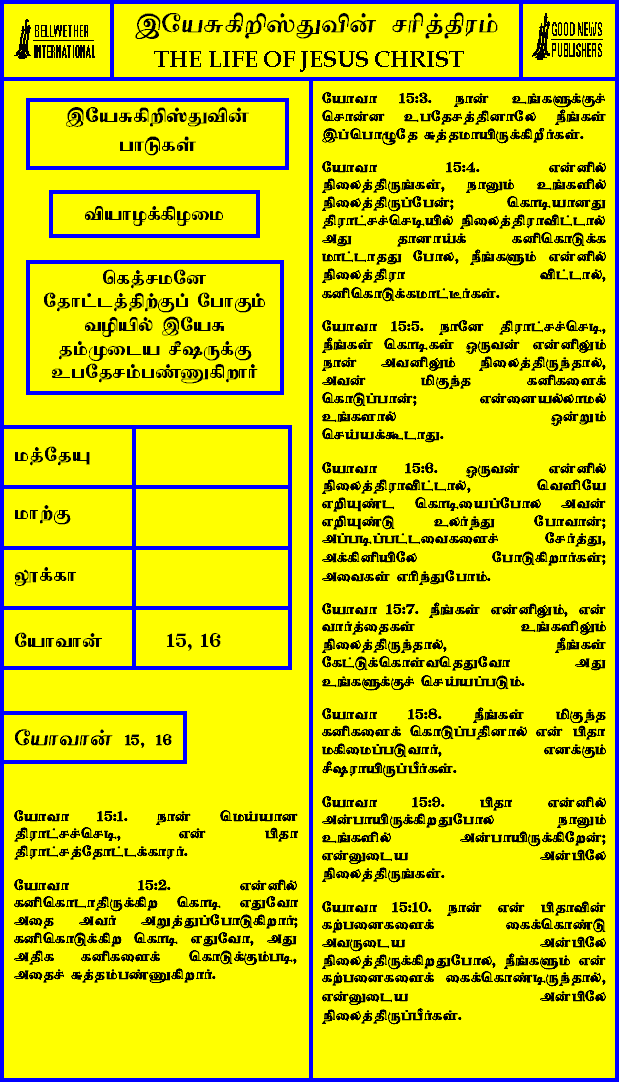 BELLWETHER
INTERNATIONAL
இயேசுகிறிஸ்துவின் சரித்திரம்
THE LIFE OF JESUS CHRIST
GOOD NEWS
PUBLISHERS
இயேசுகிறிஸ்துவின்
பாடுகள்
வியாழக்கிழமை
கெத்சமனே
தோட்டத்திற்குப் போகும்
வழியில் இயேசு
தம்முடைய சீஷருக்கு
உபதேசம்பண்ணுகிறார்
மத்தேயு
மாற்கு
லூக்கா
யோவான் 15, 16
யோவான் 15, 16
யோவா 15:1. நான் மெய்யான
திராட்சச்செடி, என் பிதா
திராட்சத்தோட்டக்காரர்.
யோவா 15:2. என்னில்
கனிகொடாதிருக்கிற கொடி எதுவோ
அதை அவர் அறுத்துப்போடுகிறார்;
கனிகொடுக்கிற கொடி எதுவோ, அது
அதிக கனிகளைக் கொடுக்கும்படி,
அதைச் சுத்தம்பண்ணுகிறார்.
யோவா 15:3. நான் உங்களுக்குச்
சொன்ன உபதேசத்தினாலே நீங்கள்
இப்பொழுதே சுத்தமாயிருக்கிறீர்கள்.
யோவா 15:4. என்னில்
நிலைத்திருங்கள், நானும் உங்களில்
நிலைத்திருப்பேன்; கொடியானது
திராட்சச்செடியில் நிலைத்திராவிட்டால்
அது தானாய்க் கனிகொடுக்க
மாட்டாதது போல, நீங்களும் என்னில்
நிலைத்திரா விட்டால்,
கனிகொடுக்கமாட்டீர்கள்.
யோவா 15:5. நானே திராட்சச்செடி,
நீங்கள் கொடிகள் ஒருவன் என்னிலும்
நான் அவனிலும் நிலைத்திருந்தால்,
அவன் மிகுந்த கனிகளைக்
கொடுப்பான்; என்னையல்லாமல்
உங்களால் ஒன்றும்
செய்யக்கூடாது.
யோவா 15:6. ஒருவன் என்னில்
நிலைத்திராவிட்டால், வெளியே
எறியுண்ட கொடியைப்போல அவன்
எறியுண்டு உலர்ந்து போவான்;
அப்படிப்பட்டவைகளைச் சேர்த்து,
அக்கினியிலே போடுகிறார்கள்;
அவைகள் எரிந்துபோம்.
யோவா 15:7. நீங்கள் என்னிலும், என்
வார்த்தைகள் உங்களிலும்
நிலைத்திருந்தால், நீங்கள்
கேட்டுக்கொள்வதெதுவோ அது
உங்களுக்குச் செய்யப்படும்.
யோவா 15:8. நீங்கள் மிகுந்த
கனிகளைக் கொடுப்பதினால் என் பிதா
மகிமைப்படுவார், எனக்கும்
சீஷராயிருப்பீர்கள்.
யோவா 15:9. பிதா என்னில்
அன்பாயிருக்கிறதுபோல நானும்
உங்களில் அன்பாயிருக்கிறேன்;
என்னுடைய அன்பிலே
நிலைத்திருங்கள்.
யோவா 15:10. நான் என் பிதாவின்
கற்பனைகளைக் கைக்கொண்டு
அவருடைய அன்பிலே
நிலைத்திருக்கிறதுபோல, நீங்களும் என்
கற்பனைகளைக் கைக்கொண்டிருந்தால்,
என்னுடைய அன்பிலே
நிலைத்திருப்பீர்கள்.